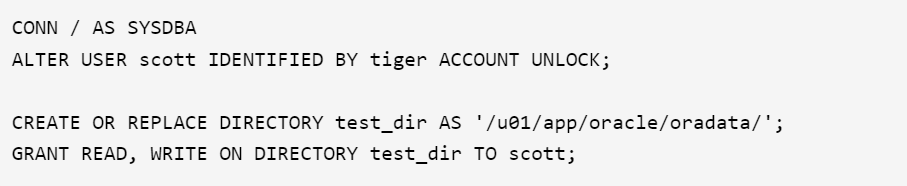 CONN / AS SYSDBA
ALTER USER scott IDENTIFIED BY tiger ACCOUNT UNLOCK;
CREATE OR REPLACE DIRECTORY test_dir AS '/u01/app/oracle/oradata/';
GRANT READ, WRITE ON DIRECTORY test_dir TO scott;